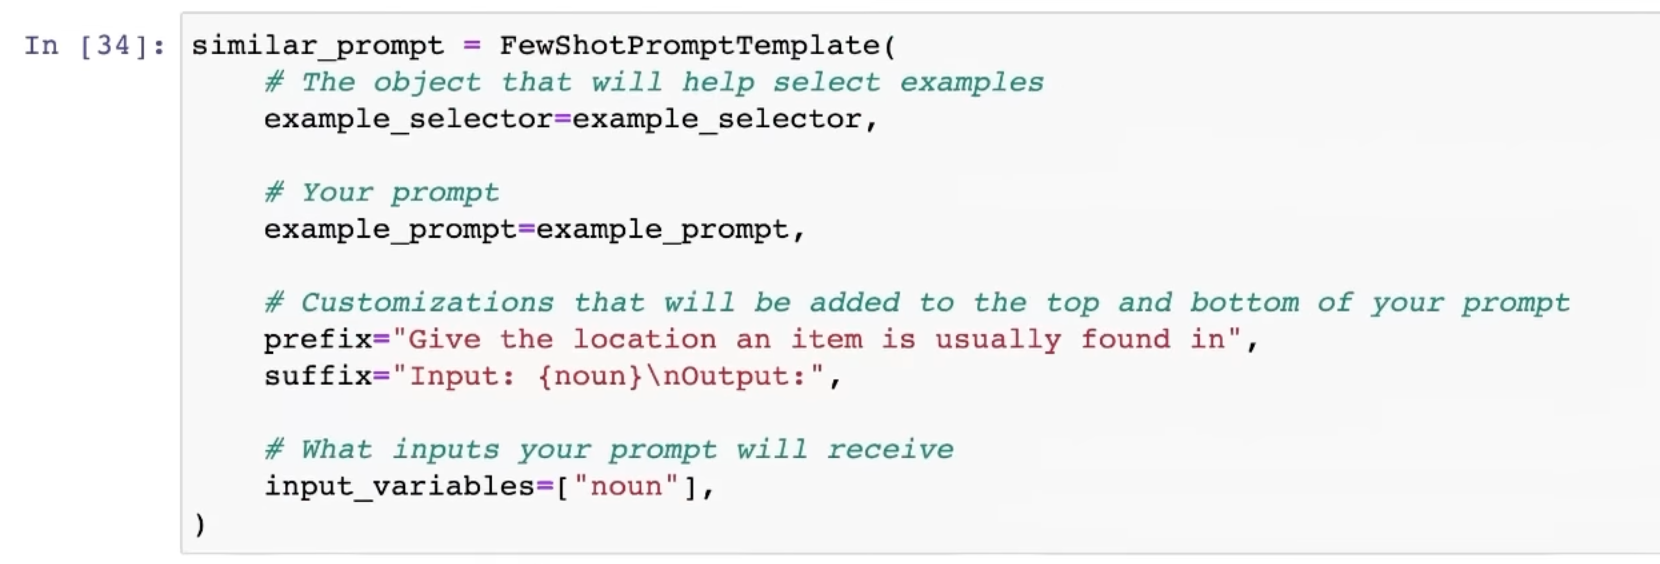 In [34]: similar_prompt = FewShotPromptTemplate(
    # The object that will help select examples
    example_selector=example_selector,

    # Your prompt
    example_prompt=example_prompt,

    # Customizations that will be added to the top and bottom of your prompt
    prefix="Give the location an item is usually found in",
    suffix="Input: {noun}\nOutput:",

    # What inputs your prompt will receive
    input_variables=["noun"],
)